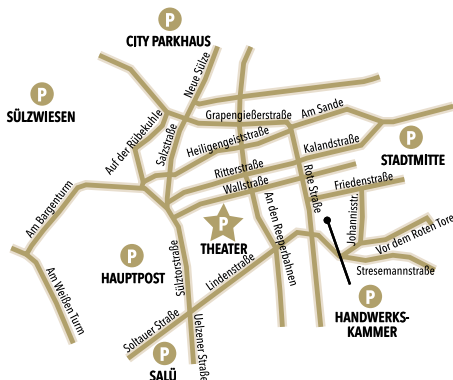 P
CITY PARKHAUS
P
SÜLZWIESEN
Neue Sülze
Auf der Rübekuhle
Salzstraße
Grapengießerstraße
Am Sande
Heiligengeiststraße
Kalandstraße
P
STADTMITTE
Ritterstraße
Wallstraße
Rote Straße
Friedenstraße
Johannisstr.
Am Bargenturm
P
THEATER
An den Reeperbahnen
Vor dem Roten Tore
Stresemannstraße
P
HAUPTPOST
Sülztorstraße
Lindenstraße
Am Weißen Turm
P
HANDWERKS-
KAMMER
Soltauer Straße
Uelzener Straße
P
SALÜ